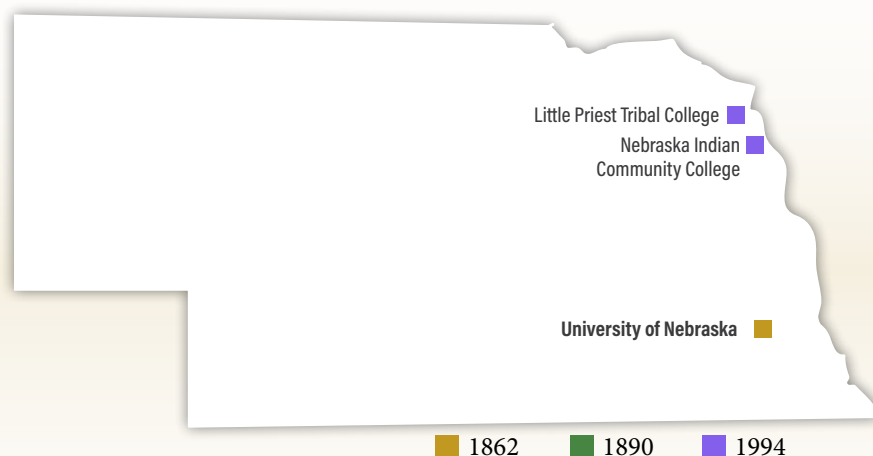 Little Priest Tribal College
Nebraska Indian
Community College
University of Nebraska
1862 1890 1994